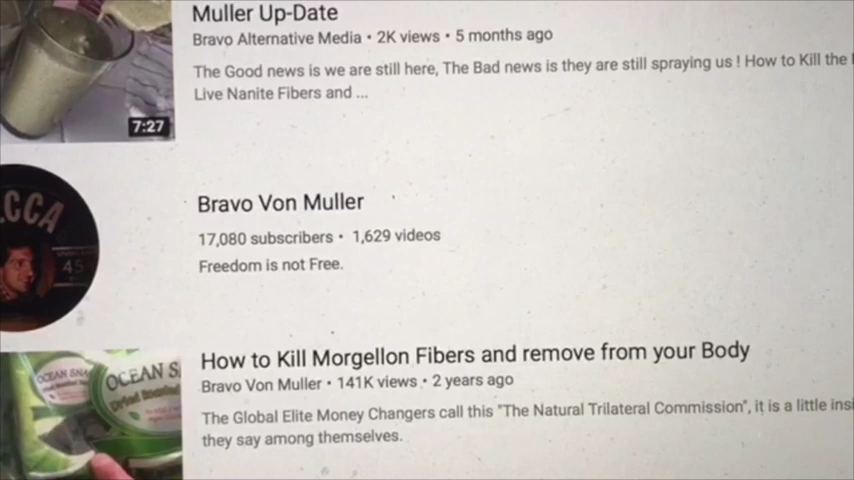 Muller Up-Date
Bravo Alternative Media • 2K views • 5 months ago
The Good news is we are still here, The Bad news is they are still spraying us ! How to Kill the
Live Nanite Fibers and ...
7:27
CCA
45
Bravo Von Muller
17,080 subscribers • 1,629 videos
Freedom is not Free.
How to Kill Morgellon Fibers and remove from your Body
Bravo Von Muller • 141K views • 2 years ago
The Global Elite Money Changers call this "The Natural Trilateral Commission", it is a little insi
they say among themselves.
OCEAN SNA
OCEAN S